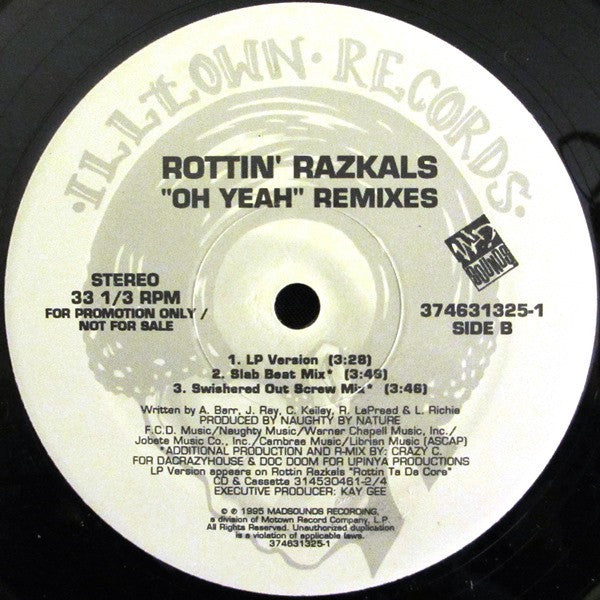 ILLTOWN · RECORDS ·
ROTTIN' RAZKALS
"OH YEAH" REMIXES
MAD SOUNDS
STEREO
33 1/3 RPM
FOR PROMOTION ONLY /
NOT FOR SALE
374631325-1
SIDE B
1. LP Version (3:28)
2. Slab Beat Mix* (3:45)
3. Swishered Out Screw Mix* (3:46)
Written by A. Barr, J. Ray, C. Keiley, R. LaPread & L. Richie
PRODUCED BY NAUGHTY BY NATURE
F.C.D. Music/Naughty Music/Warner Chapell Music, Inc./
Jobete Music Co., Inc./Cambrae Music/Librian Music (ASCAP)
*ADDITIONAL PRODUCTION AND R-MIX BY: CRAZY C.
FOR DACRAZYHOUSE & DOC DOOM FOR UPINYA PRODUCTIONS
LP Version appears on Rottin Razkals "Rottin Ta Da Core"
CD & Cassette 314530461-2/4
EXECUTIVE PRODUCER: KAY GEE
© ℗ 1995 MADSOUNDS RECORDING,
a division of Motown Record Company, L.P.
All Rights Reserved. Unauthorized duplication
is a violation of applicable laws.
374631325-1